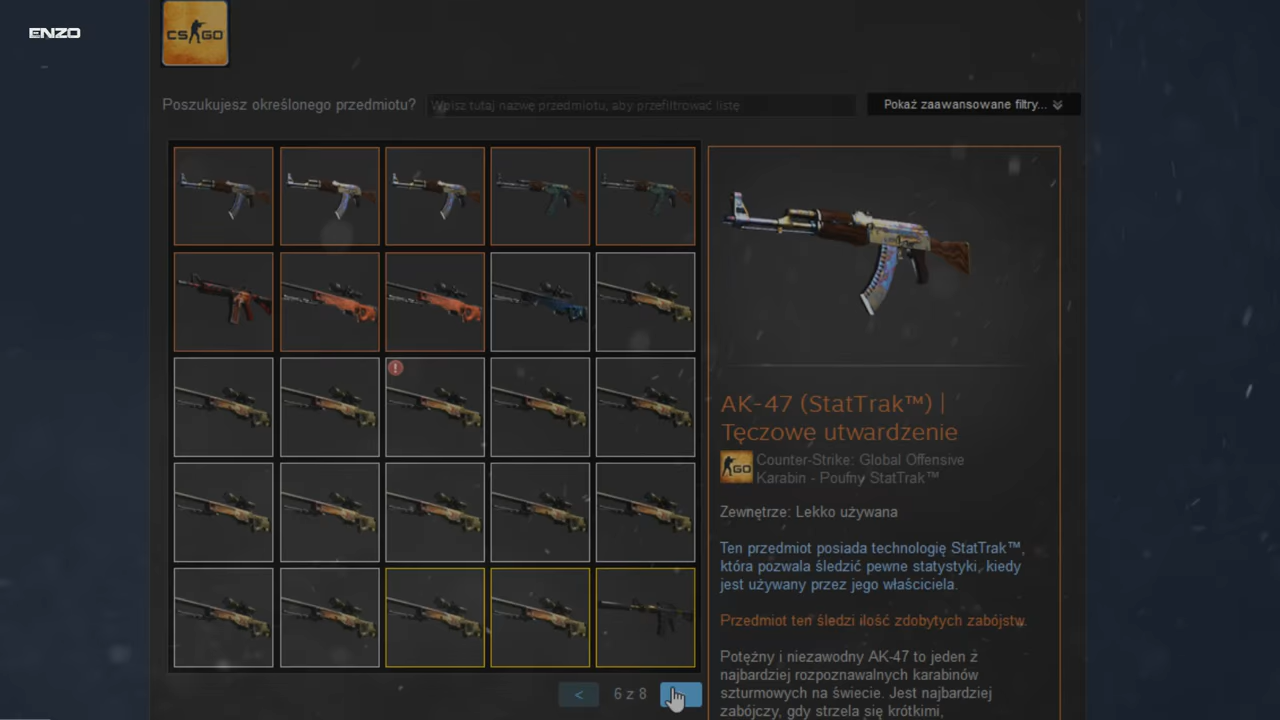 ENZO
CS GO
Poszukujesz określonego przedmiotu?
Wpisz tutaj nazwę przedmiotu, aby przefiltrować listę
Pokaż zaawansowane filtry...
AK-47 (StatTrak™) |
Tęczowe utwardzenie
GO
Counter-Strike: Global Offensive
Karabin - Poufny StatTrak™
Zewnętrze: Lekko używana
Ten przedmiot posiada technologię StatTrak™,
która pozwala śledzić pewne statystyki, kiedy
jest używany przez jego właściciela.
Przedmiot ten śledzi ilość zdobytych zabójstw.
Potężny i niezawodny AK-47 to jeden z
najbardziej rozpoznawalnych karabinów
szturmowych na świecie. Jest najbardziej
zabójczy, gdy strzela się krótkimi,
< 6 z 8